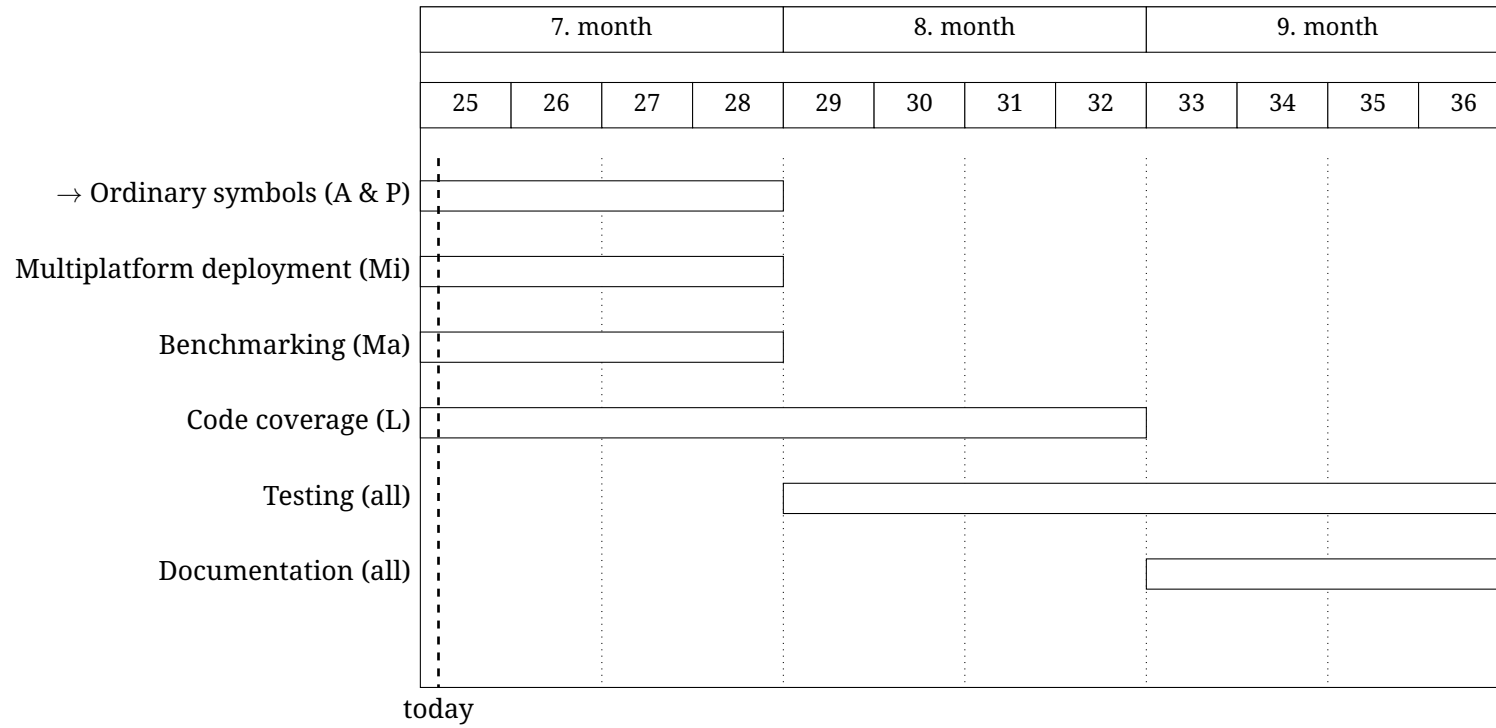 7. month 8. month 9. month
25 26 27 28 29 30 31 32 33 34 35 36
→ Ordinary symbols (A & P)
Multiplatform deployment (Mi)
Benchmarking (Ma)
Code coverage (L)
Testing (all)
Documentation (all)
today